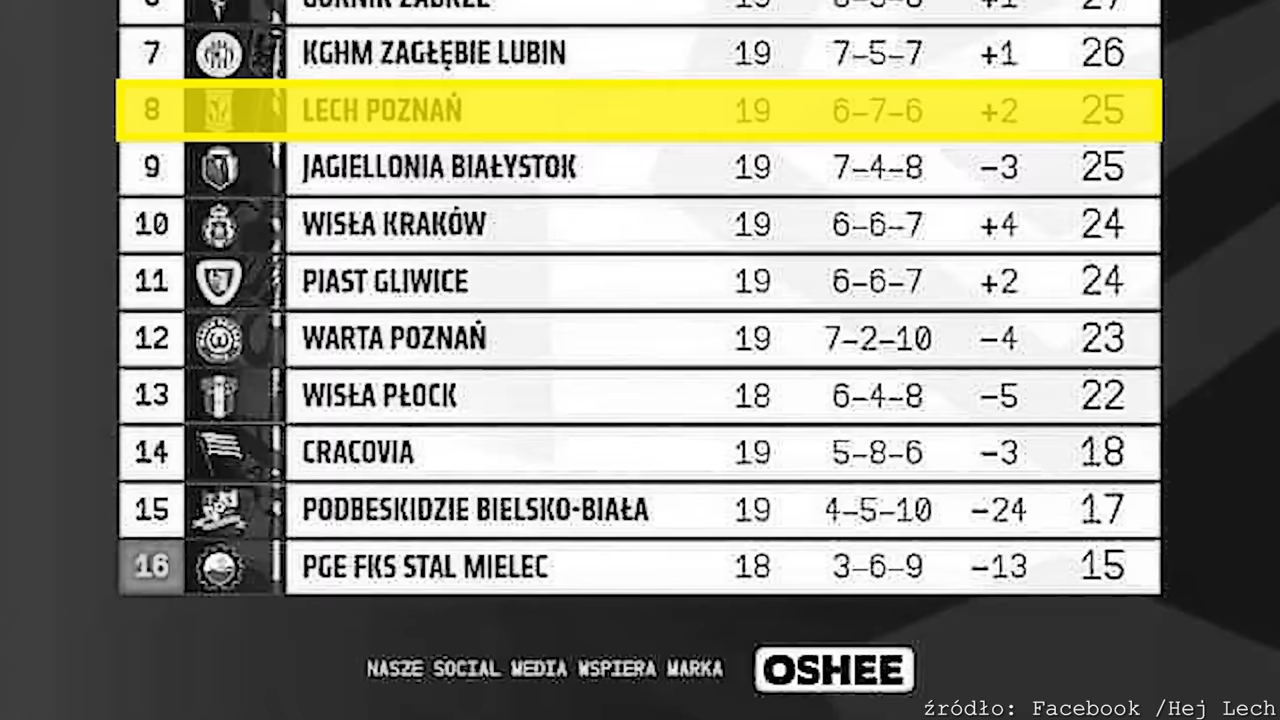 7 KGHM ZAGŁĘBIE LUBIN 19 7–5–7 +1 26
8 LECH POZNAŃ 19 6–7–6 +2 25
9 JAGIELLONIA BIAŁYSTOK 19 7–4–8 –3 25
10 WISŁA KRAKÓW 19 6–6–7 +4 24
11 PIAST GLIWICE 19 6–6–7 +2 24
12 WARTA POZNAŃ 19 7–2–10 –4 23
13 WISŁA PŁOCK 18 6–4–8 –5 22
14 CRACOVIA 19 5–8–6 –3 18
15 PODBESKIDZIE BIELSKO-BIAŁA 19 4–5–10 –24 17
16 PGE FKS STAL MIELEC 18 3–6–9 –13 15
NASZE SOCIAL MEDIA WSPIERA MARKA OSHEE
źródło: Facebook /Hej Lech